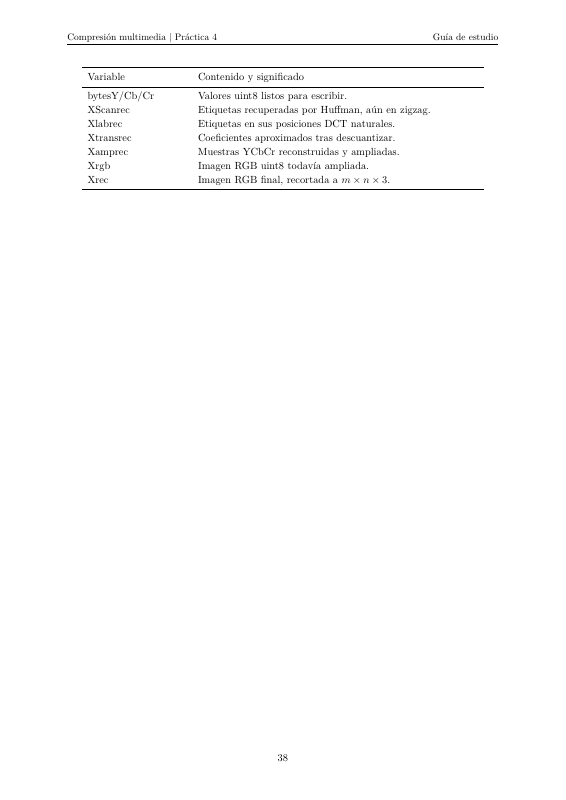 Compresión multimedia | Práctica 4 Guía de estudio
Variable Contenido y significado
bytesY/Cb/Cr Valores uint8 listos para escribir.
XScanrec Etiquetas recuperadas por Huffman, aún en zigzag.
Xlabrec Etiquetas en sus posiciones DCT naturales.
Xtransrec Coeficientes aproximados tras descuantizar.
Xamprec Muestras YCbCr reconstruidas y ampliadas.
Xrgb Imagen RGB uint8 todavía ampliada.
Xrec Imagen RGB final, recortada a m × n × 3.
38